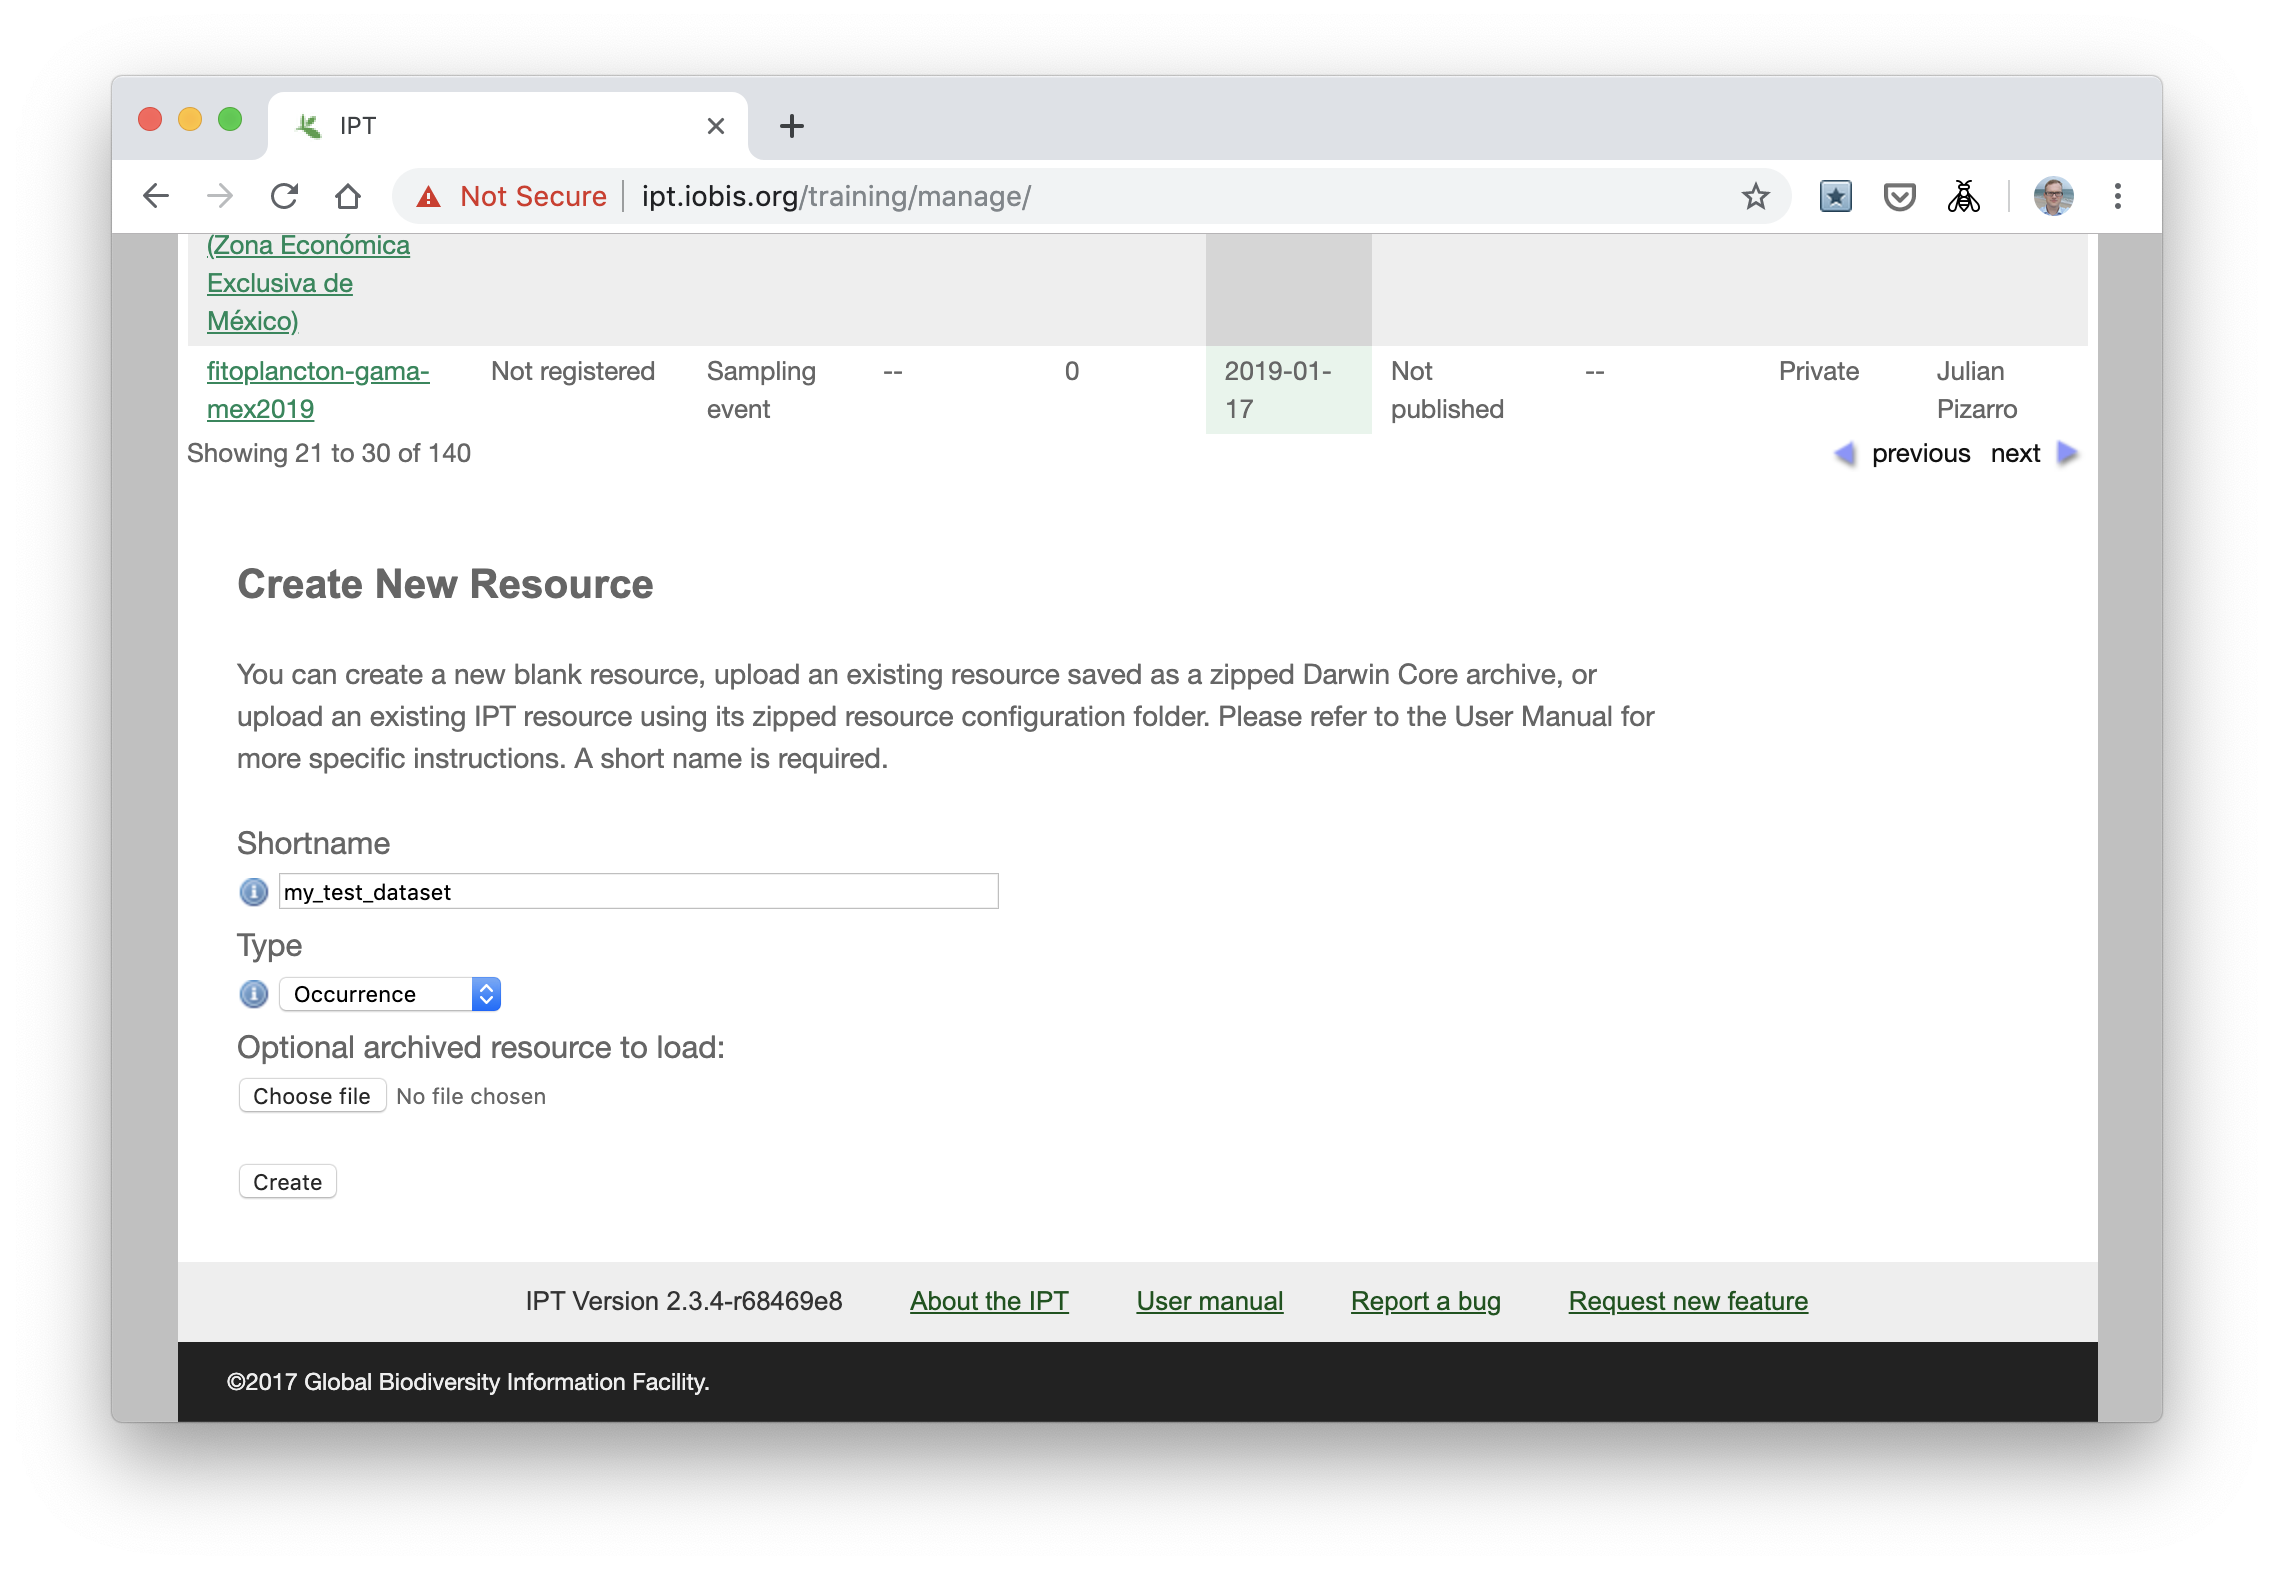 IPT
Not Secure ipt.iobis.org/training/manage/
(Zona Económica
Exclusiva de
México)
fitoplancton-gama- Not registered Sampling -- 0 2019-01- Not -- Private Julian
mex2019 event 17 published Pizarro
Showing 21 to 30 of 140 previous next
Create New Resource
You can create a new blank resource, upload an existing resource saved as a zipped Darwin Core archive, or
upload an existing IPT resource using its zipped resource configuration folder. Please refer to the User Manual for
more specific instructions. A short name is required.
Shortname
my_test_dataset
Type
Occurrence
Optional archived resource to load:
Choose file No file chosen
Create
IPT Version 2.3.4-r68469e8 About the IPT User manual Report a bug Request new feature
©2017 Global Biodiversity Information Facility.